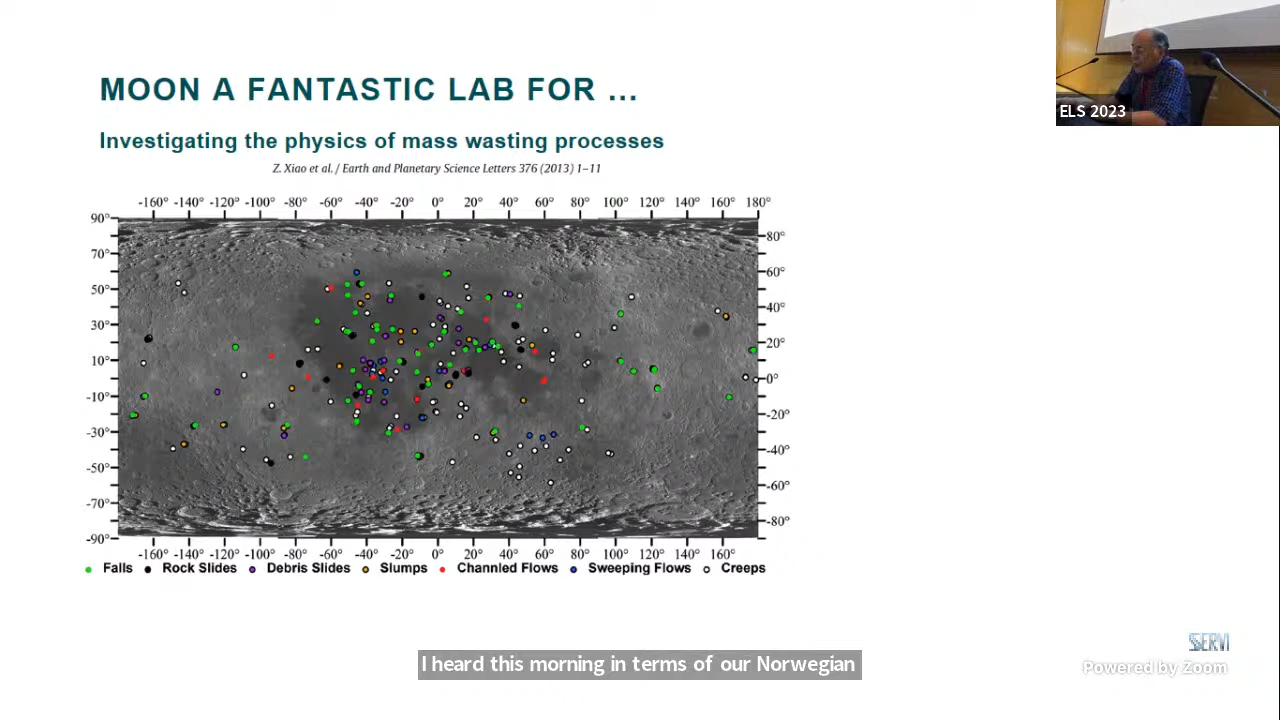 MOON A FANTASTIC LAB FOR ...
ELS 2023
Investigating the physics of mass wasting processes
Z. Xiao et al. / Earth and Planetary Science Letters 376 (2013) 1–11
-160° -140° -120° -100° -80° -60° -40° -20° 0° 20° 40° 60° 80° 100° 120° 140° 160° 180°
90°
80°
70°
60°
50°
40°
30°
20°
10°
0°
-10°
-20°
-30°
-40°
-50°
-60°
-70°
-80°
-90°
-160° -140° -120° -100° -80° -60° -40° -20° 0° 20° 40° 60° 80° 100° 120° 140° 160°
Falls Rock Slides Debris Slides Slumps Channled Flows Sweeping Flows Creeps
SSERVI
I heard this morning in terms of our Norwegian
Powered by Zoom